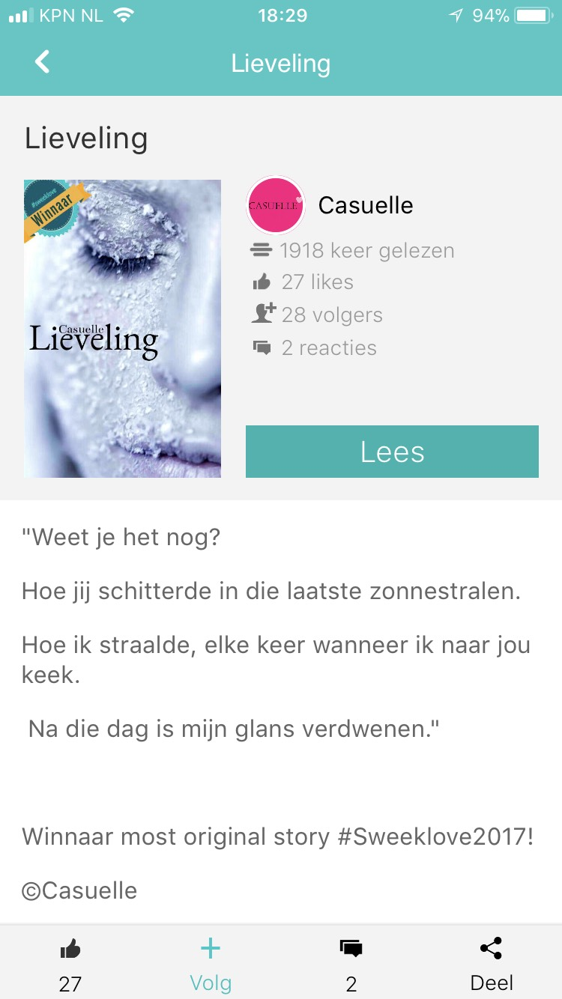 KPN NL 18:29 94%
Lieveling
Lieveling
#sweeklove
Winnaar
Casuelle
Lieveling
CASUELLE
Casuelle
1918 keer gelezen
27 likes
28 volgers
2 reacties
Lees
"Weet je het nog?
Hoe jij schitterde in die laatste zonnestralen.
Hoe ik straalde, elke keer wanneer ik naar jou
keek.
Na die dag is mijn glans verdwenen."
Winnaar most original story #Sweeklove2017!
©Casuelle
27 Volg 2 Deel